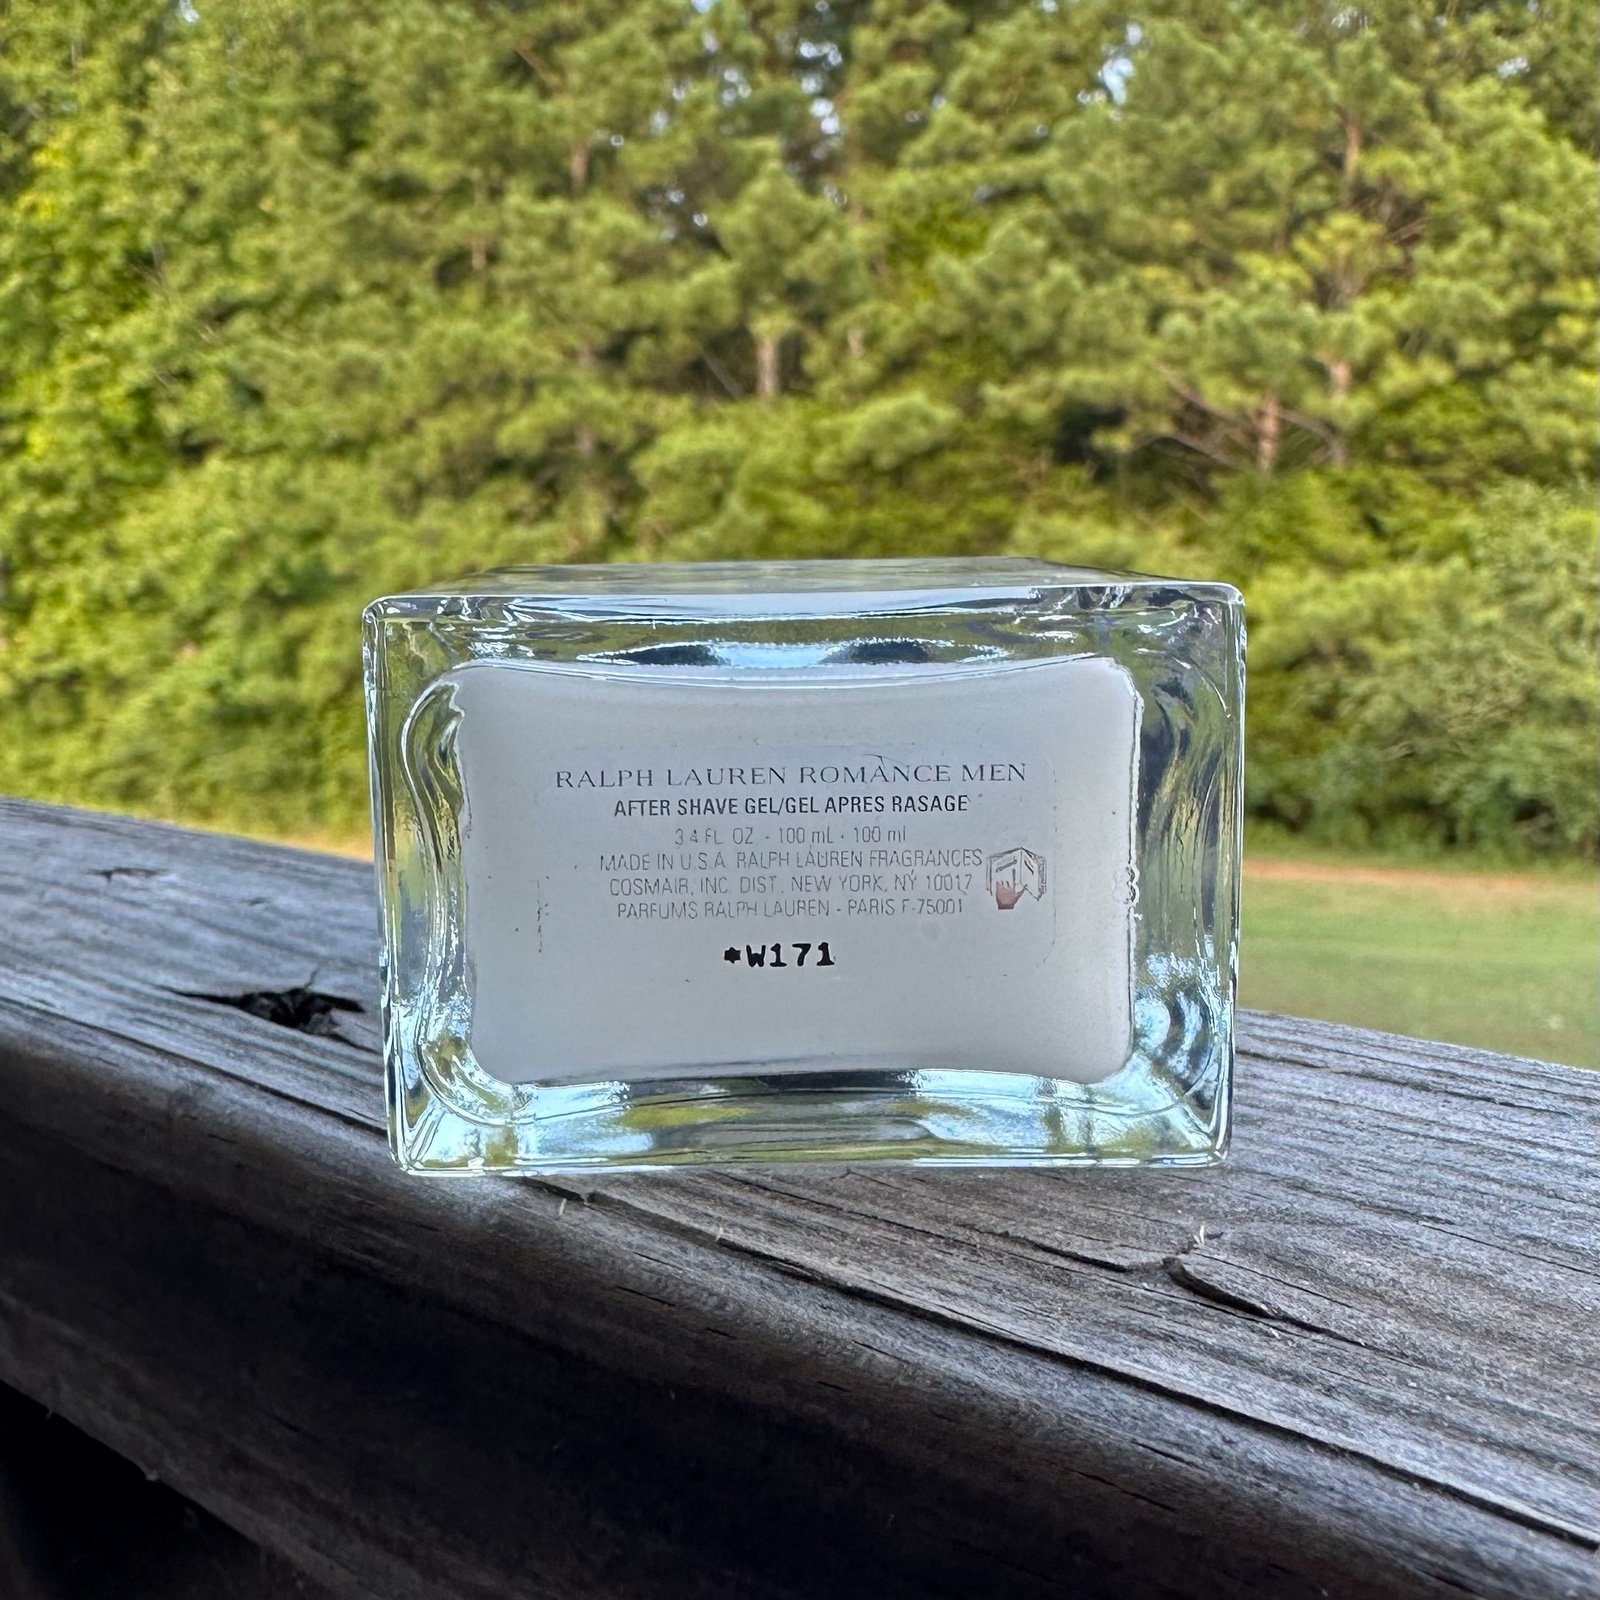 RALPH LAUREN ROMANCE MEN
AFTER SHAVE GEL/GEL APRES RASAGE
3.4 FL. OZ. - 100 mL - 100 ml
MADE IN U.S.A. RALPH LAUREN FRAGRANCES
COSMAIR, INC. DIST., NEW YORK, NY 10017
PARFUMS RALPH LAUREN - PARIS F-75001
*W171